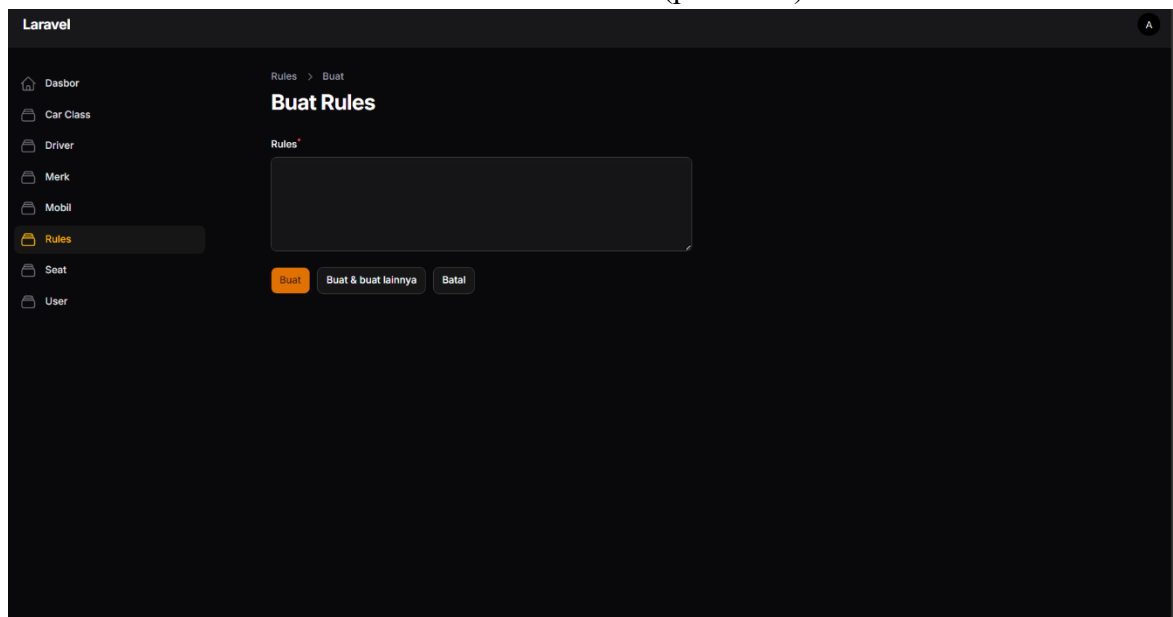 Laravel
A
Dasbor
Car Class
Driver
Merk
Mobil
Rules
Seat
User
Rules > Buat
Buat Rules
Rules*
Buat
Buat & buat lainnya
Batal